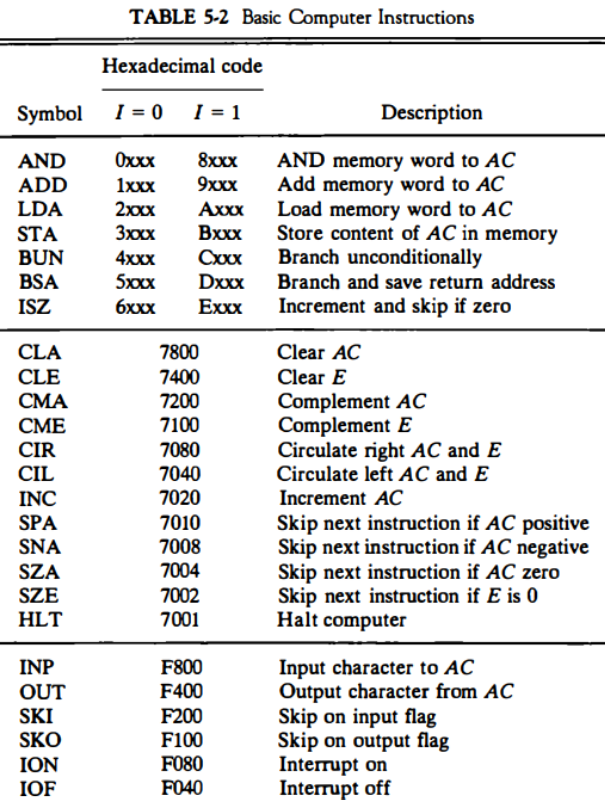 TABLE 5-2 Basic Computer Instructions
Hexadecimal code
Symbol I = 0 I = 1 Description
AND 0xxx 8xxx AND memory word to AC
ADD 1xxx 9xxx Add memory word to AC
LDA 2xxx Axxx Load memory word to AC
STA 3xxx Bxxx Store content of AC in memory
BUN 4xxx Cxxx Branch unconditionally
BSA 5xxx Dxxx Branch and save return address
ISZ 6xxx Exxx Increment and skip if zero
CLA 7800 Clear AC
CLE 7400 Clear E
CMA 7200 Complement AC
CME 7100 Complement E
CIR 7080 Circulate right AC and E
CIL 7040 Circulate left AC and E
INC 7020 Increment AC
SPA 7010 Skip next instruction if AC positive
SNA 7008 Skip next instruction if AC negative
SZA 7004 Skip next instruction if AC zero
SZE 7002 Skip next instruction if E is 0
HLT 7001 Halt computer
INP F800 Input character to AC
OUT F400 Output character from AC
SKI F200 Skip on input flag
SKO F100 Skip on output flag
ION F080 Interrupt on
IOF F040 Interrupt off